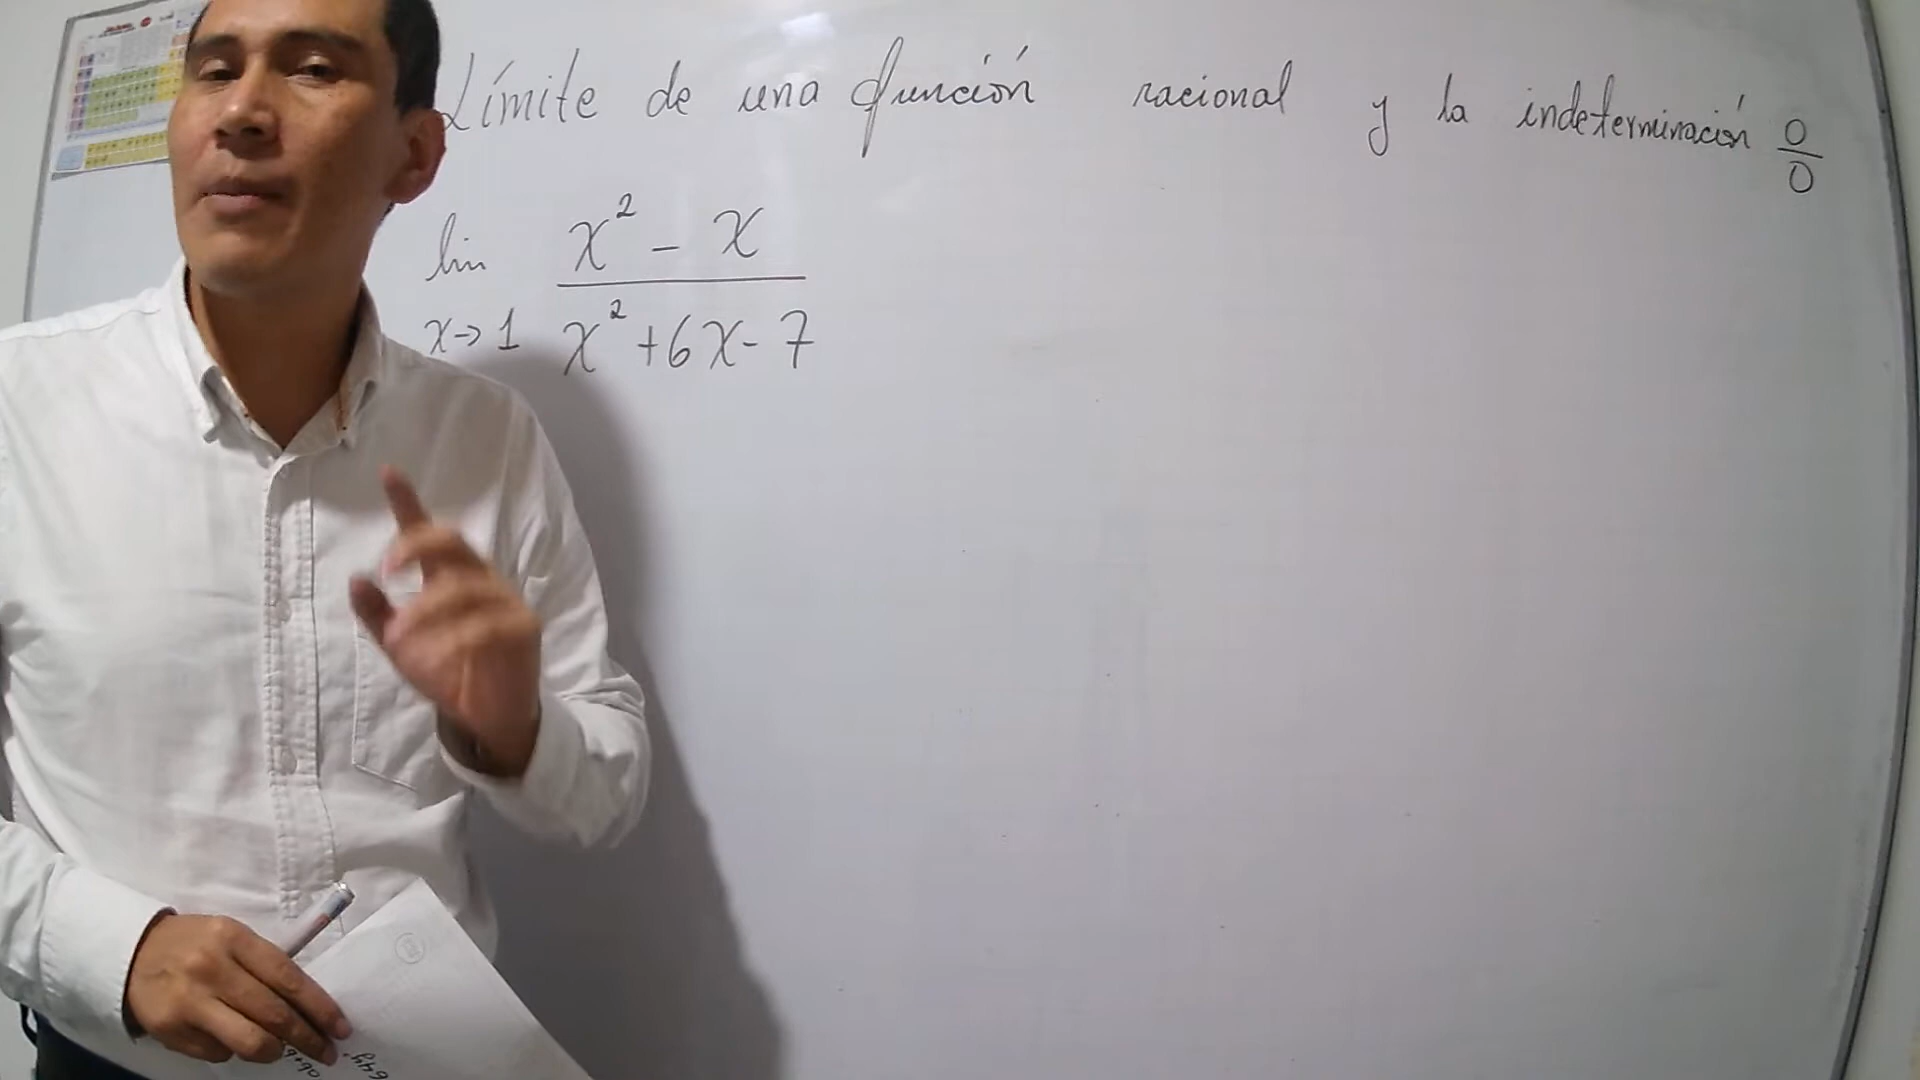 Límite de una función racional y la indeterminación 0/0
lim x→1 (x² - x)/(x² + 6x - 7)